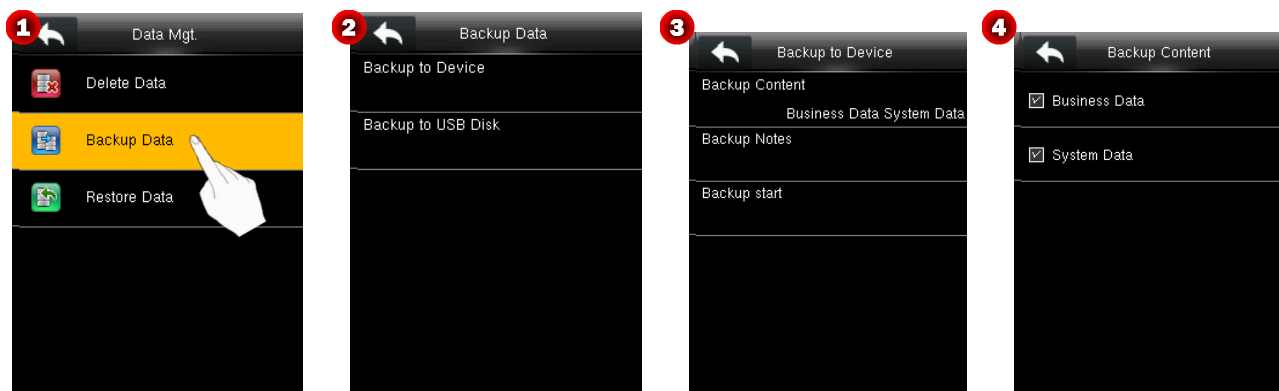 1
Data Mgt.
Delete Data
Backup Data
Restore Data
2
Backup Data
Backup to Device
Backup to USB Disk
3
Backup to Device
Backup Content
Business Data System Data
Backup Notes
Backup start
4
Backup Content
Business Data
System Data